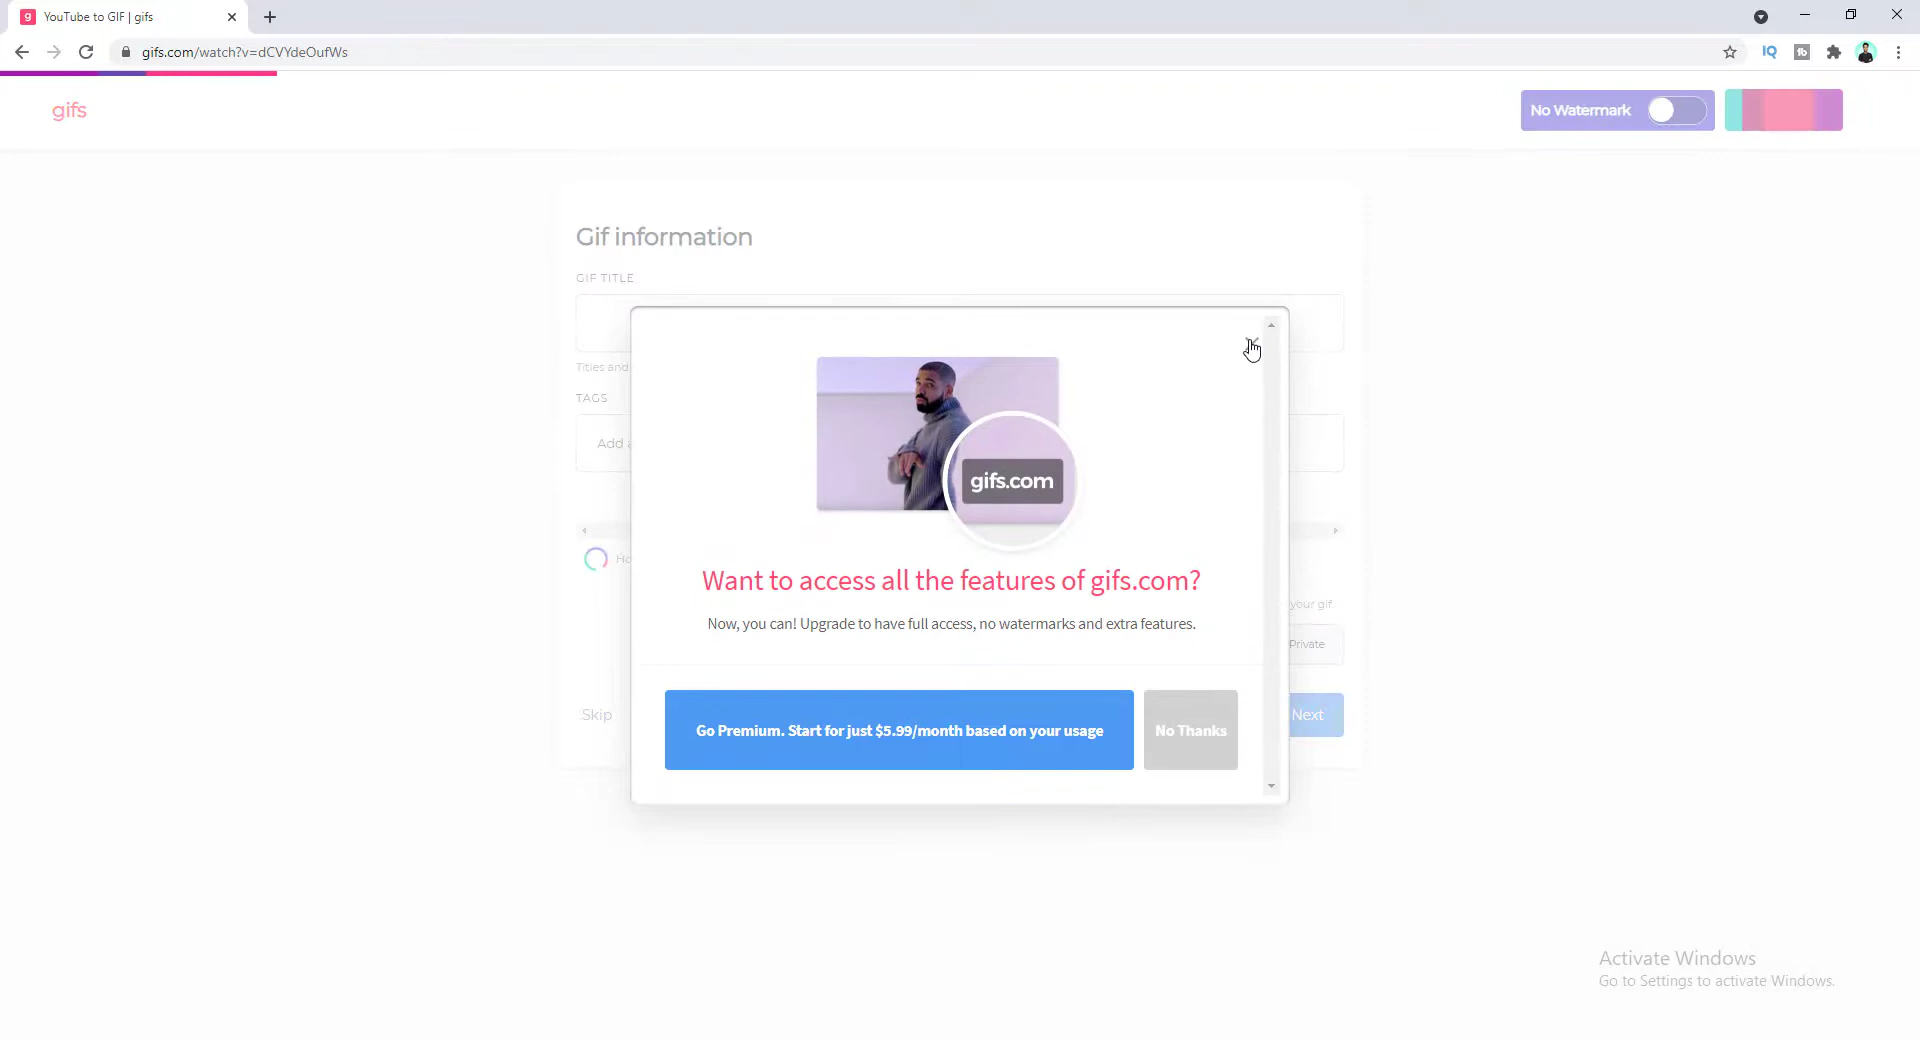 g YouTube to GIF | gifs
gifs.com/watch?v=dCVYdeOufWs
IQ
gifs
No Watermark
Gif information
GIF TITLE
Titles and
TAGS
Add
gifs.com
Want to access all the features of gifs.com?
Now, you can! Upgrade to have full access, no watermarks and extra features.
your gif.
Private
Go Premium. Start for just $5.99/month based on your usage
No Thanks
Skip
Next
Activate Windows
Go to Settings to activate Windows.